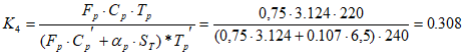 K₄ = (F_p · C_p · T_p) / ((F_p · C_p' + α_p · S_T) * T_p') = (0,75 · 3.124 · 220) / ((0,75 · 3.124 + 0.107 · 6,5) · 240) = 0.308